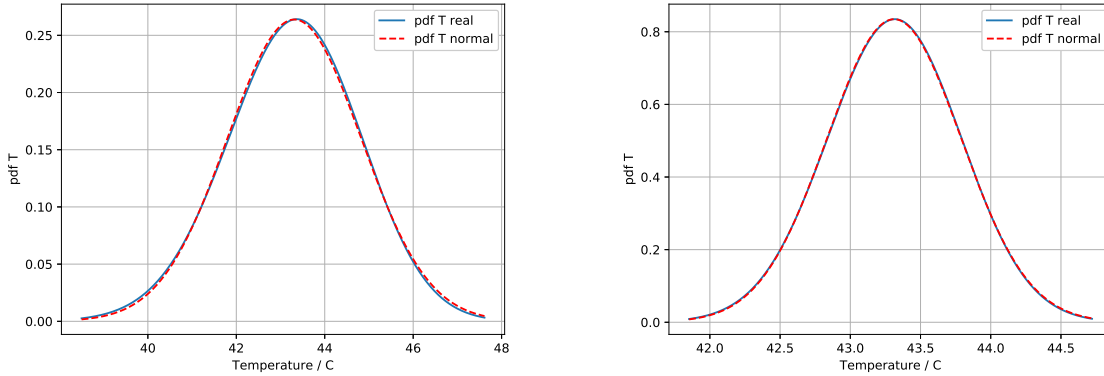 pdf T real
pdf T normal
pdf T
0.25
0.20
0.15
0.10
0.05
0.00
40
42
44
46
48
Temperature / C
pdf T real
pdf T normal
pdf T
0.8
0.6
0.4
0.2
0.0
42.0
42.5
43.0
43.5
44.0
44.5
Temperature / C